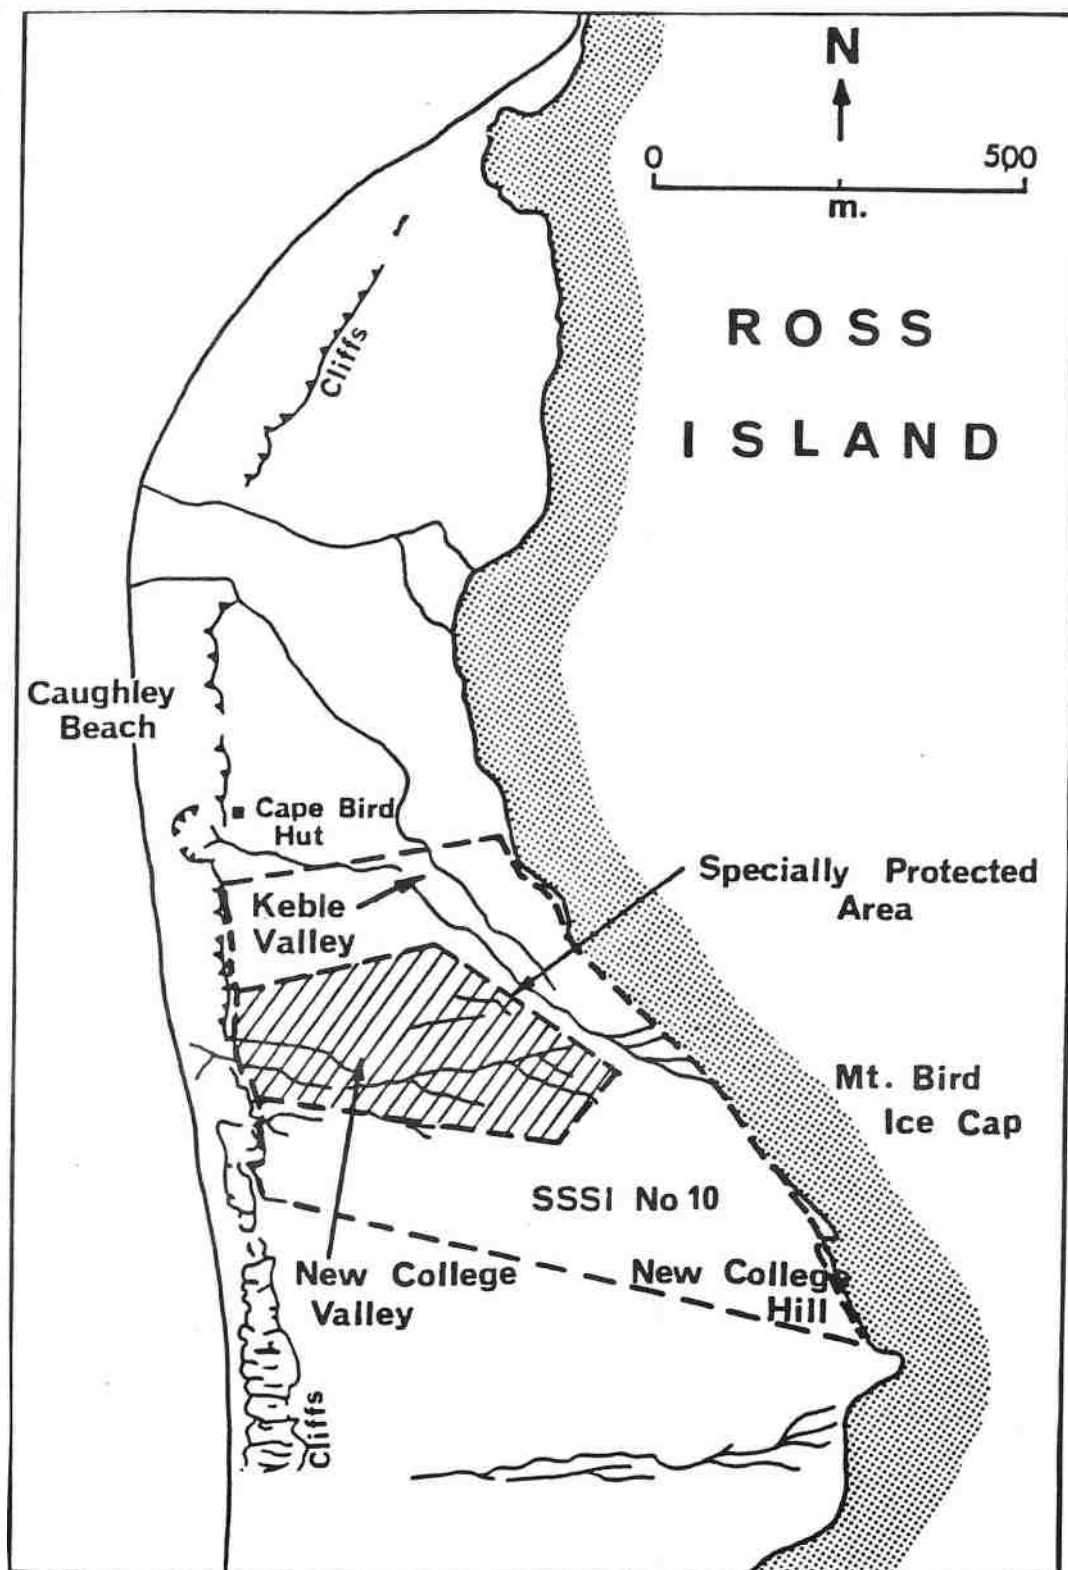 N
0 500
m.
ROSS
ISLAND
Cliffs
Caughley
Beach
Cape Bird
Hut
Specially Protected
Area
Keble
Valley
Mt. Bird
Ice Cap
SSSI No 10
New College
Valley
New College
Hill
Cliffs